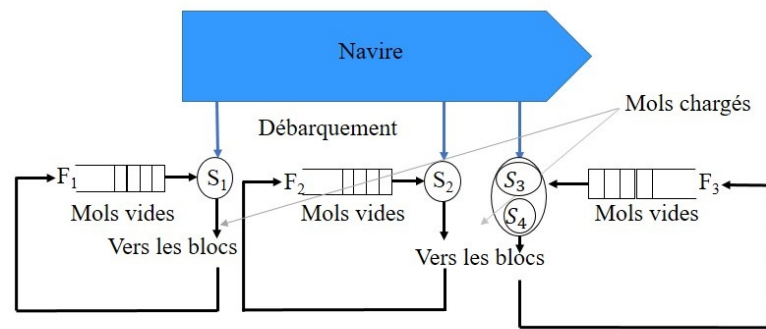 Navire
Mols chargés
Débarquement
F1
S1
F2
S2
S3
F3
Mols vides
Mols vides
S4
Mols vides
Vers les blocs
Vers les blocs